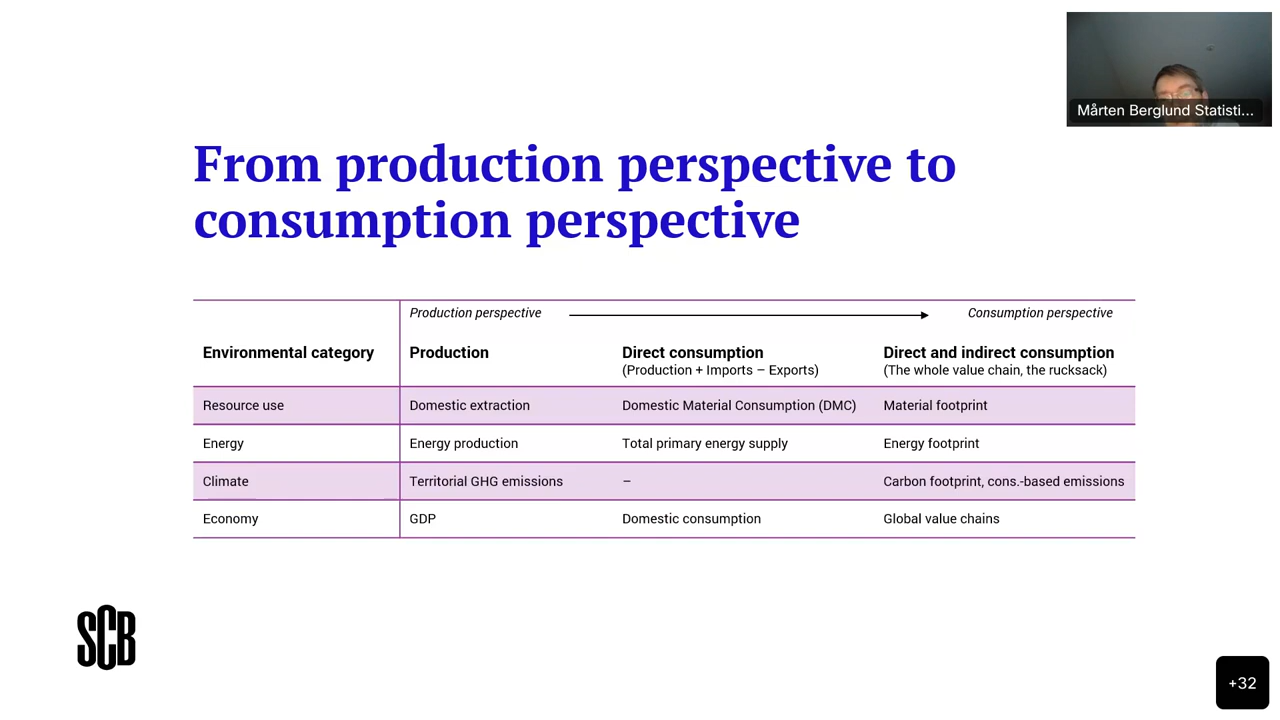 Mårten Berglund Statisti...
From production perspective to
consumption perspective
Production perspective Consumption perspective
Environmental category Production Direct consumption Direct and indirect consumption
(Production + Imports – Exports) (The whole value chain, the rucksack)
Resource use Domestic extraction Domestic Material Consumption (DMC) Material footprint
Energy Energy production Total primary energy supply Energy footprint
Climate Territorial GHG emissions – Carbon footprint, cons.-based emissions
Economy GDP Domestic consumption Global value chains
SCB
+32